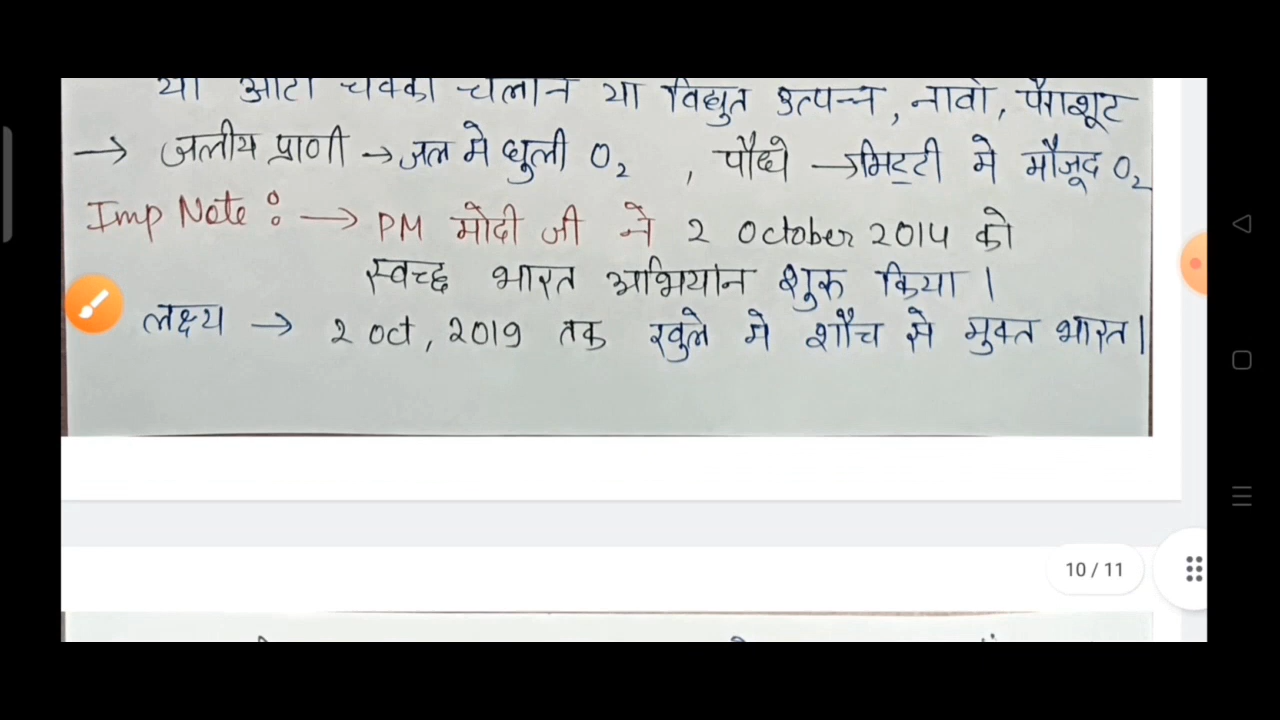 या आटा चक्की चलाने या विद्युत उत्पन्न, नावो, पैराशूट
→ जलीय प्राणी → जल मे घुली O₂ , पौधे → मिट्टी मे मौजूद O₂
Imp Note : → PM मोदी जी ने 2 October 2014 को
स्वच्छ भारत अभियान शुरू किया ।
लक्ष्य → 2 oct, 2019 तक खुले मे शौच से मुक्त भारत ।
10 / 11